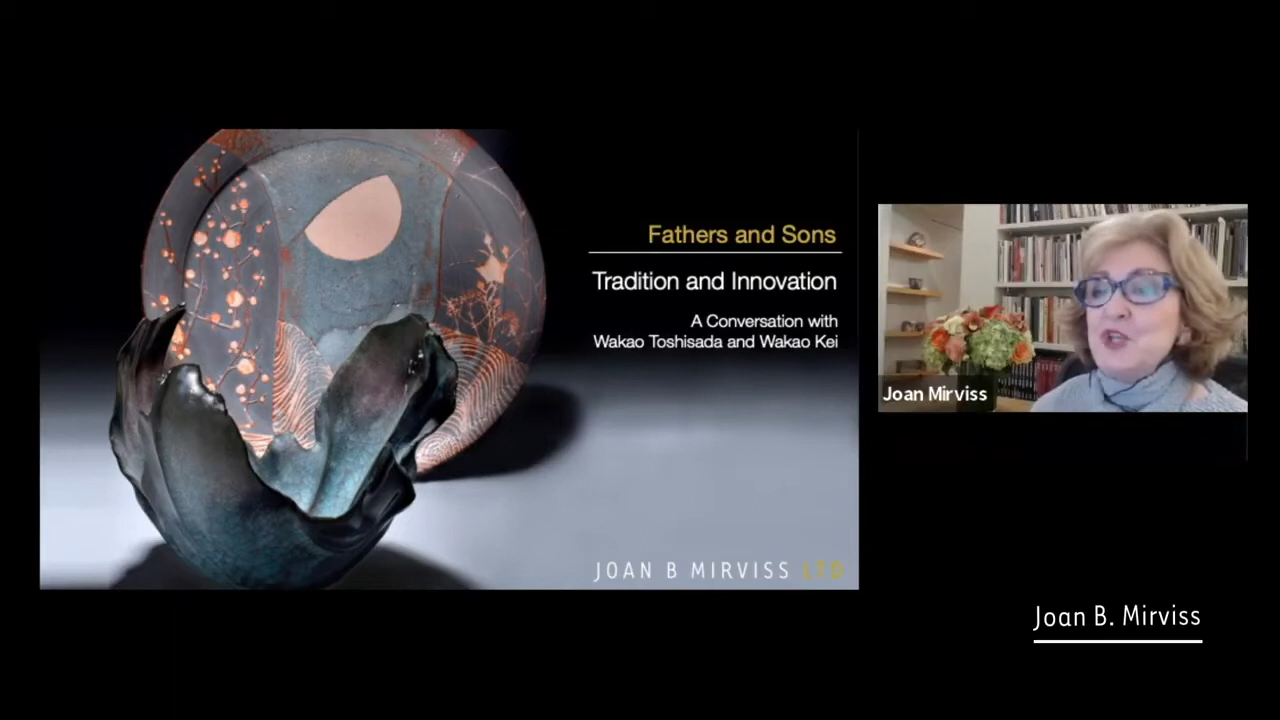 Fathers and Sons
Tradition and Innovation
A Conversation with
Wakao Toshisada and Wakao Kei
JOAN B MIRVISS LTD
Joan Mirviss
Joan B. Mirviss